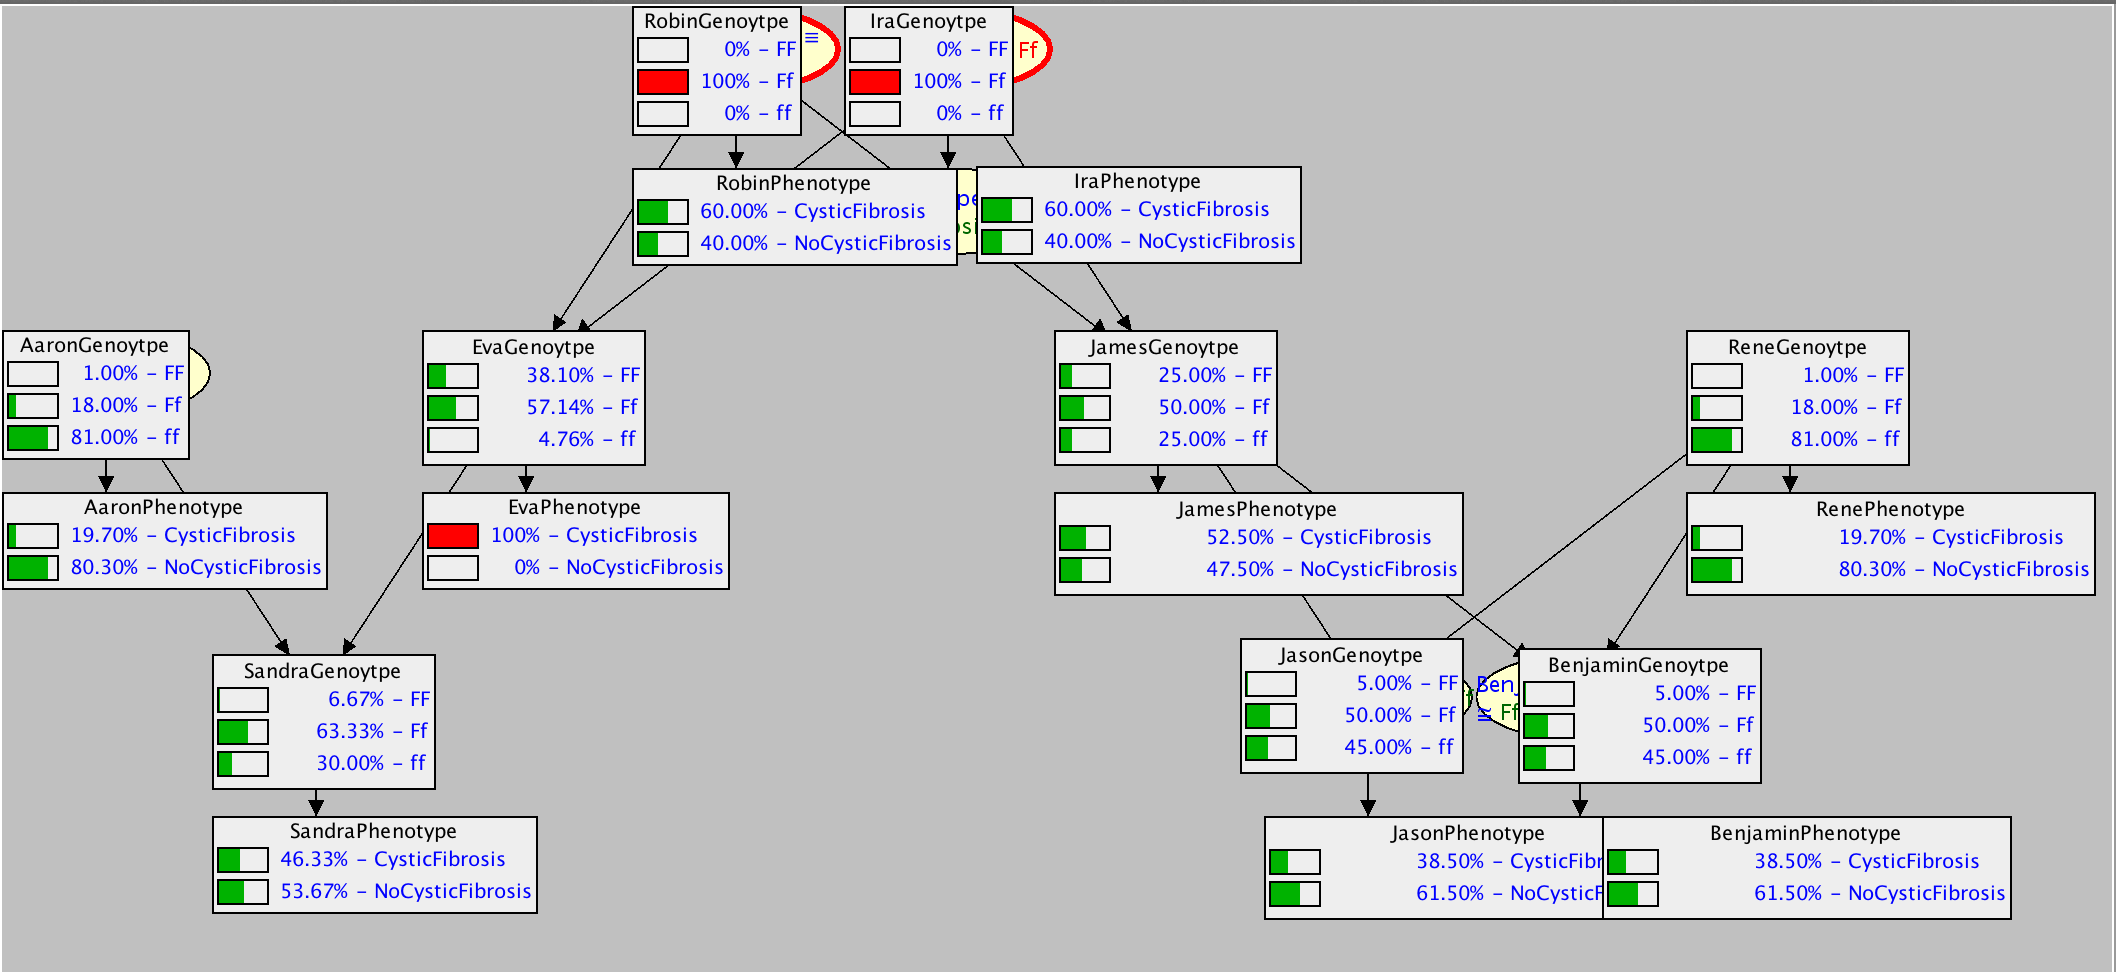 RobinGenoytpe
0% – FF
100% – Ff
0% – ff
≡
IraGenoytpe
0% – FF
100% – Ff
0% – ff
Ff
RobinPhenotype
60.00% – CysticFibrosis
40.00% – NoCysticFibrosis
IraPhenotype
60.00% – CysticFibrosis
40.00% – NoCysticFibrosis
AaronGenoytpe
1.00% – FF
18.00% – Ff
81.00% – ff
EvaGenoytpe
38.10% – FF
57.14% – Ff
4.76% – ff
JamesGenoytpe
25.00% – FF
50.00% – Ff
25.00% – ff
ReneGenoytpe
1.00% – FF
18.00% – Ff
81.00% – ff
AaronPhenotype
19.70% – CysticFibrosis
80.30% – NoCysticFibrosis
EvaPhenotype
100% – CysticFibrosis
0% – NoCysticFibrosis
JamesPhenotype
52.50% – CysticFibrosis
47.50% – NoCysticFibrosis
RenePhenotype
19.70% – CysticFibrosis
80.30% – NoCysticFibrosis
SandraGenoytpe
6.67% – FF
63.33% – Ff
30.00% – ff
JasonGenoytpe
5.00% – FF
50.00% – Ff
45.00% – ff
Ff
BenjaminGenoytpe
5.00% – FF
50.00% – Ff
45.00% – ff
SandraPhenotype
46.33% – CysticFibrosis
53.67% – NoCysticFibrosis
JasonPhenotype
38.50% – CysticFibr
61.50% – NoCysticF
BenjaminPhenotype
38.50% – CysticFibrosis
61.50% – NoCysticFibrosis